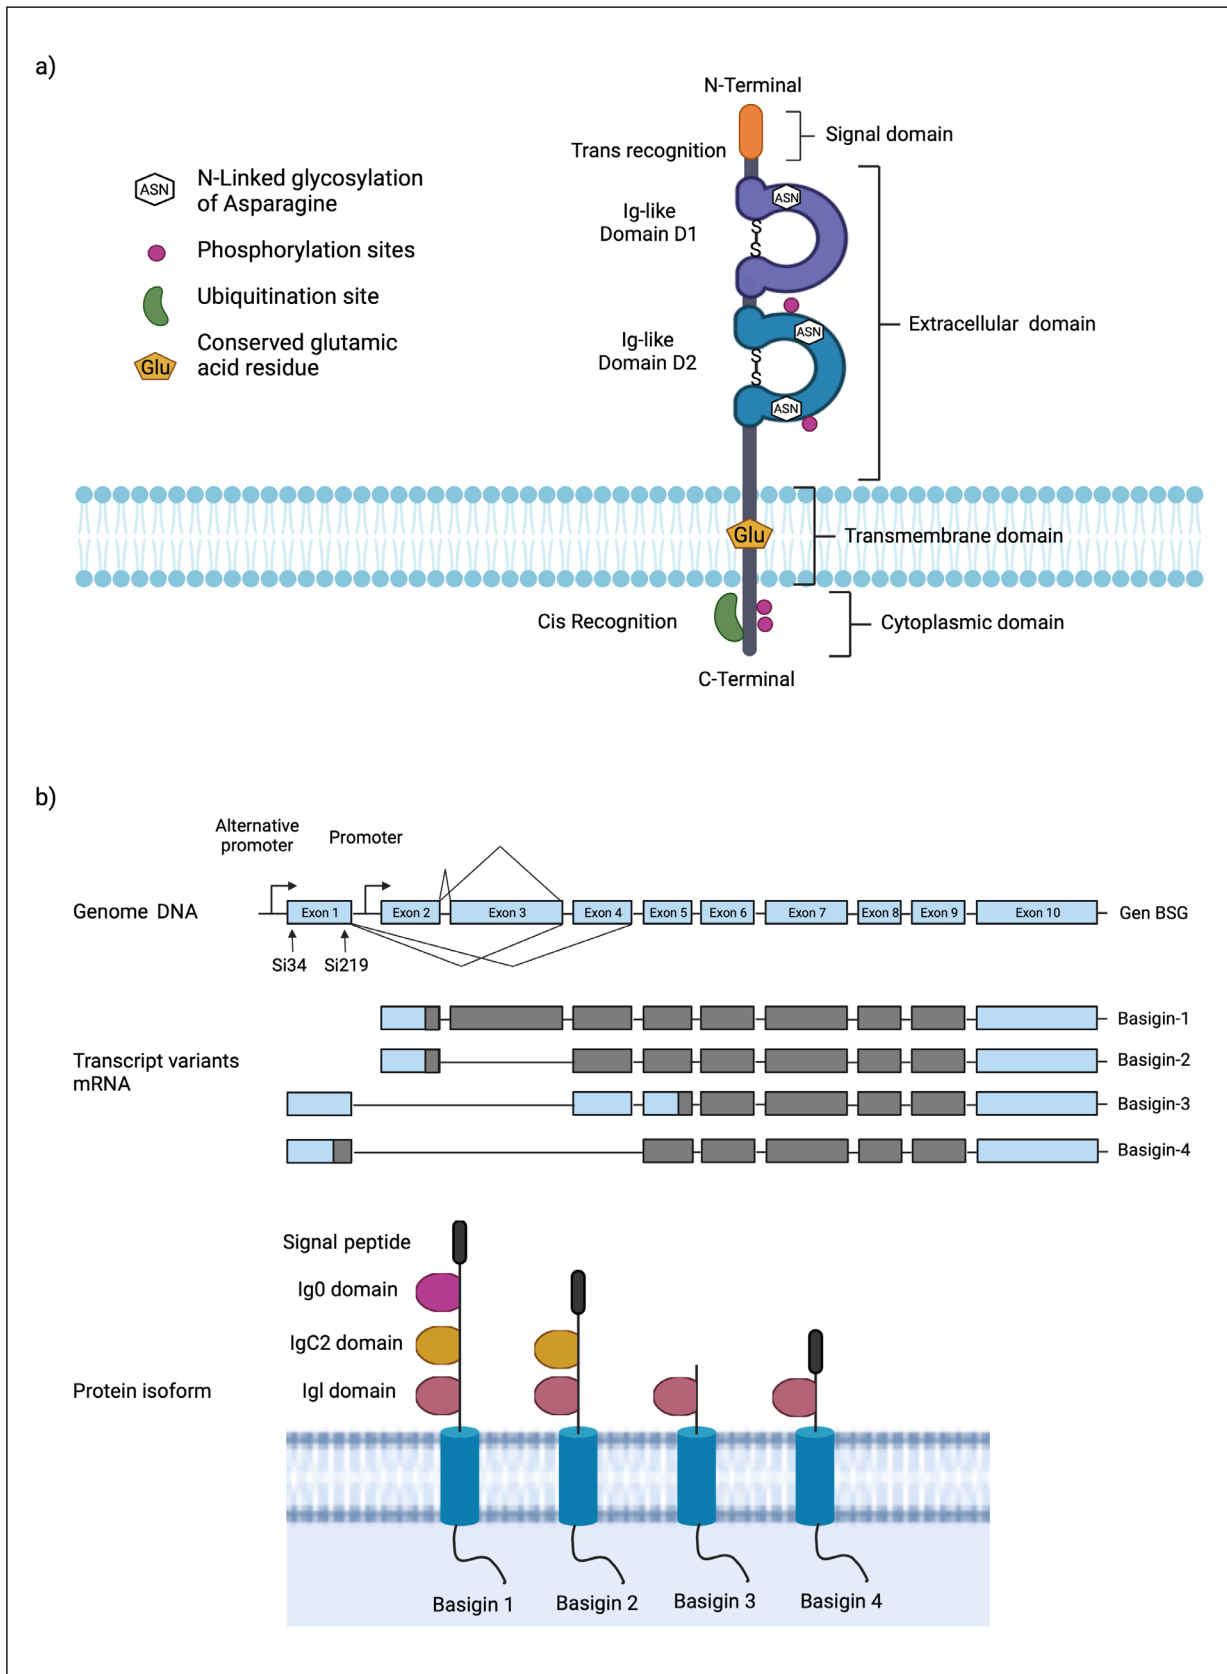 a)
N-Terminal
Signal domain
Trans recognition
ASN
N-Linked glycosylation
of Asparagine
ASN
Ig-like
Domain D1
S
S
Phosphorylation sites
Ubiquitination site
Extracellular domain
ASN
Conserved glutamic
acid residue
Glu
Ig-like
Domain D2
S
S
ASN
Glu
Transmembrane domain
Cis Recognition
Cytoplasmic domain
C-Terminal
b)
Alternative
promoter
Promoter
Genome DNA
Exon 1
Exon 2
Exon 3
Exon 4
Exon 5
Exon 6
Exon 7
Exon 8
Exon 9
Exon 10
Gen BSG
Si34
Si219
Basigin-1
Transcript variants
mRNA
Basigin-2
Basigin-3
Basigin-4
Signal peptide
Ig0 domain
IgC2 domain
Protein isoform
IgI domain
Basigin 1
Basigin 2
Basigin 3
Basigin 4